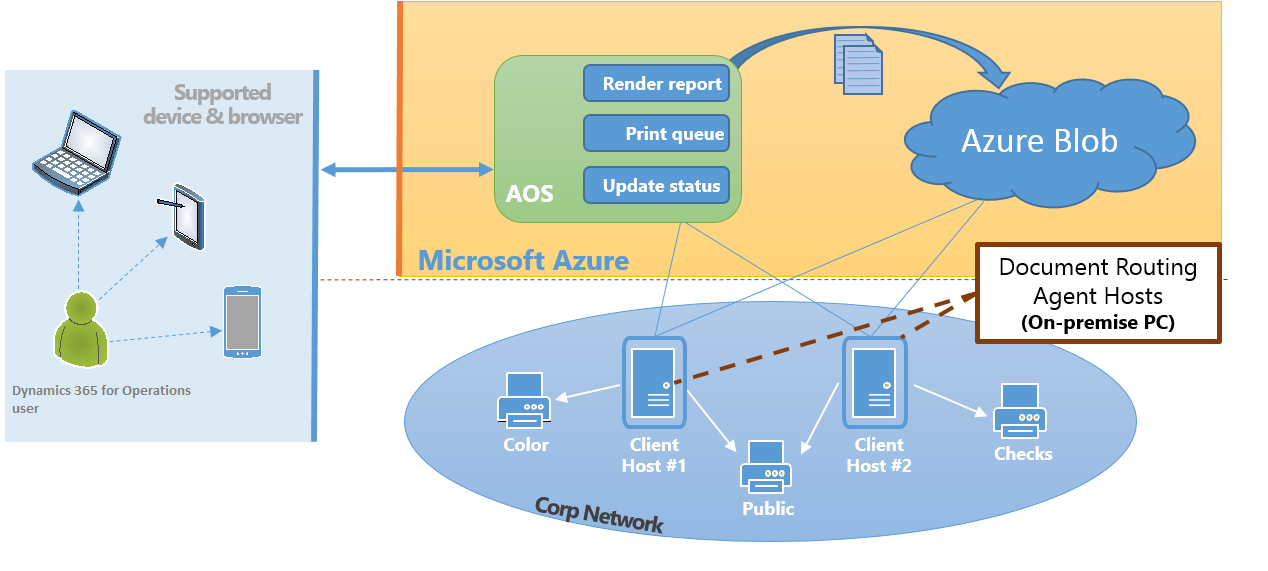 Supported
device & browser
Dynamics 365 for Operations
user
Render report
Print queue
Update status
AOS
Azure Blob
Microsoft Azure
Document Routing
Agent Hosts
(On-premise PC)
Color
Client
Host #1
Public
Client
Host #2
Checks
Corp Network